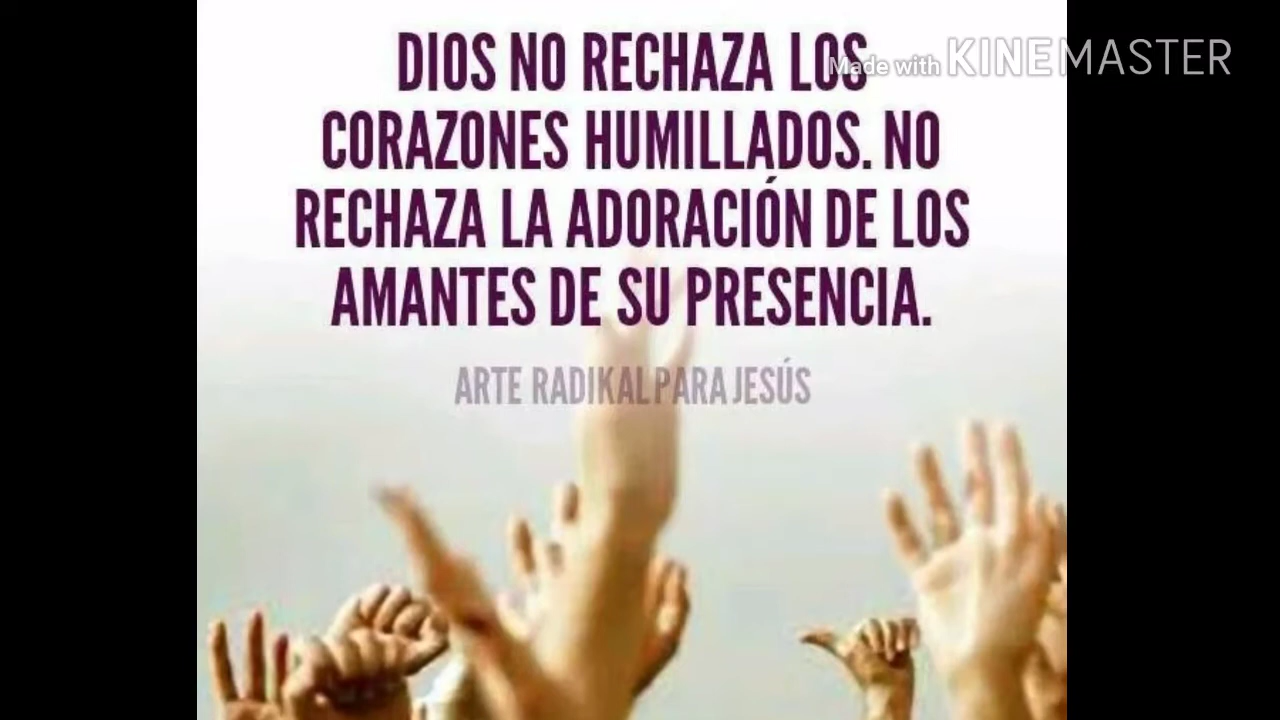 DIOS NO RECHAZA LOS
Made with KINEMASTER
CORAZONES HUMILLADOS. NO
RECHAZA LA ADORACIÓN DE LOS
AMANTES DE SU PRESENCIA.
ARTE RADIKAL PARA JESÚS